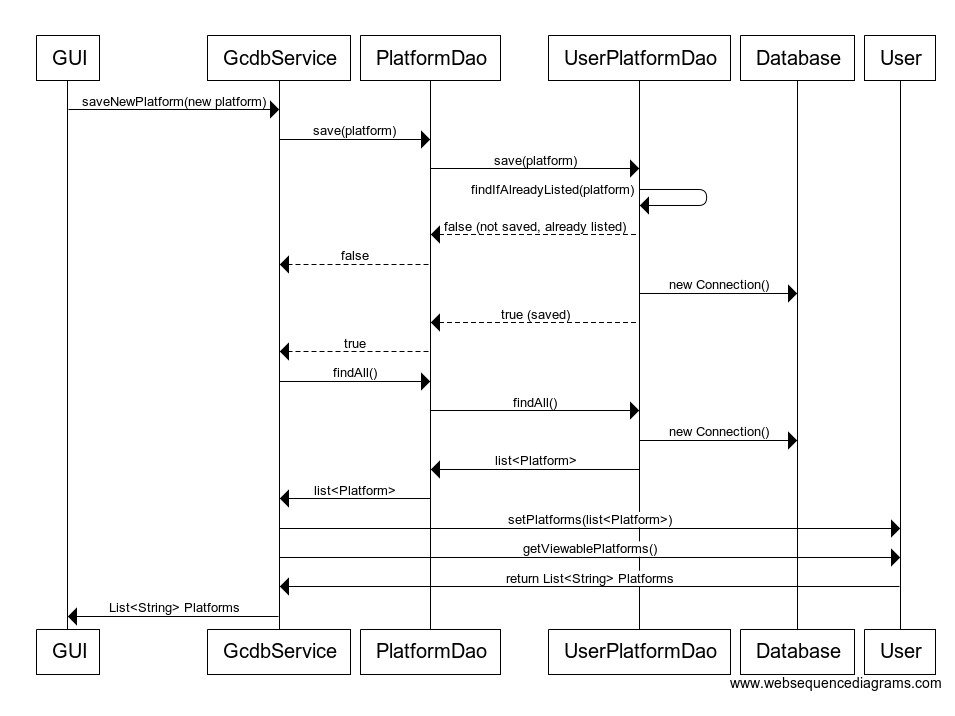 GUI GcdbService PlatformDao UserPlatformDao Database User
saveNewPlatform(new platform)
save(platform)
save(platform)
findIfAlreadyListed(platform)
false (not saved, already listed)
false
new Connection()
true (saved)
true
findAll()
findAll()
new Connection()
list<Platform>
list<Platform>
setPlatforms(list<Platform>)
getViewablePlatforms()
return List<String> Platforms
List<String> Platforms
GUI GcdbService PlatformDao UserPlatformDao Database User
www.websequencediagrams.com